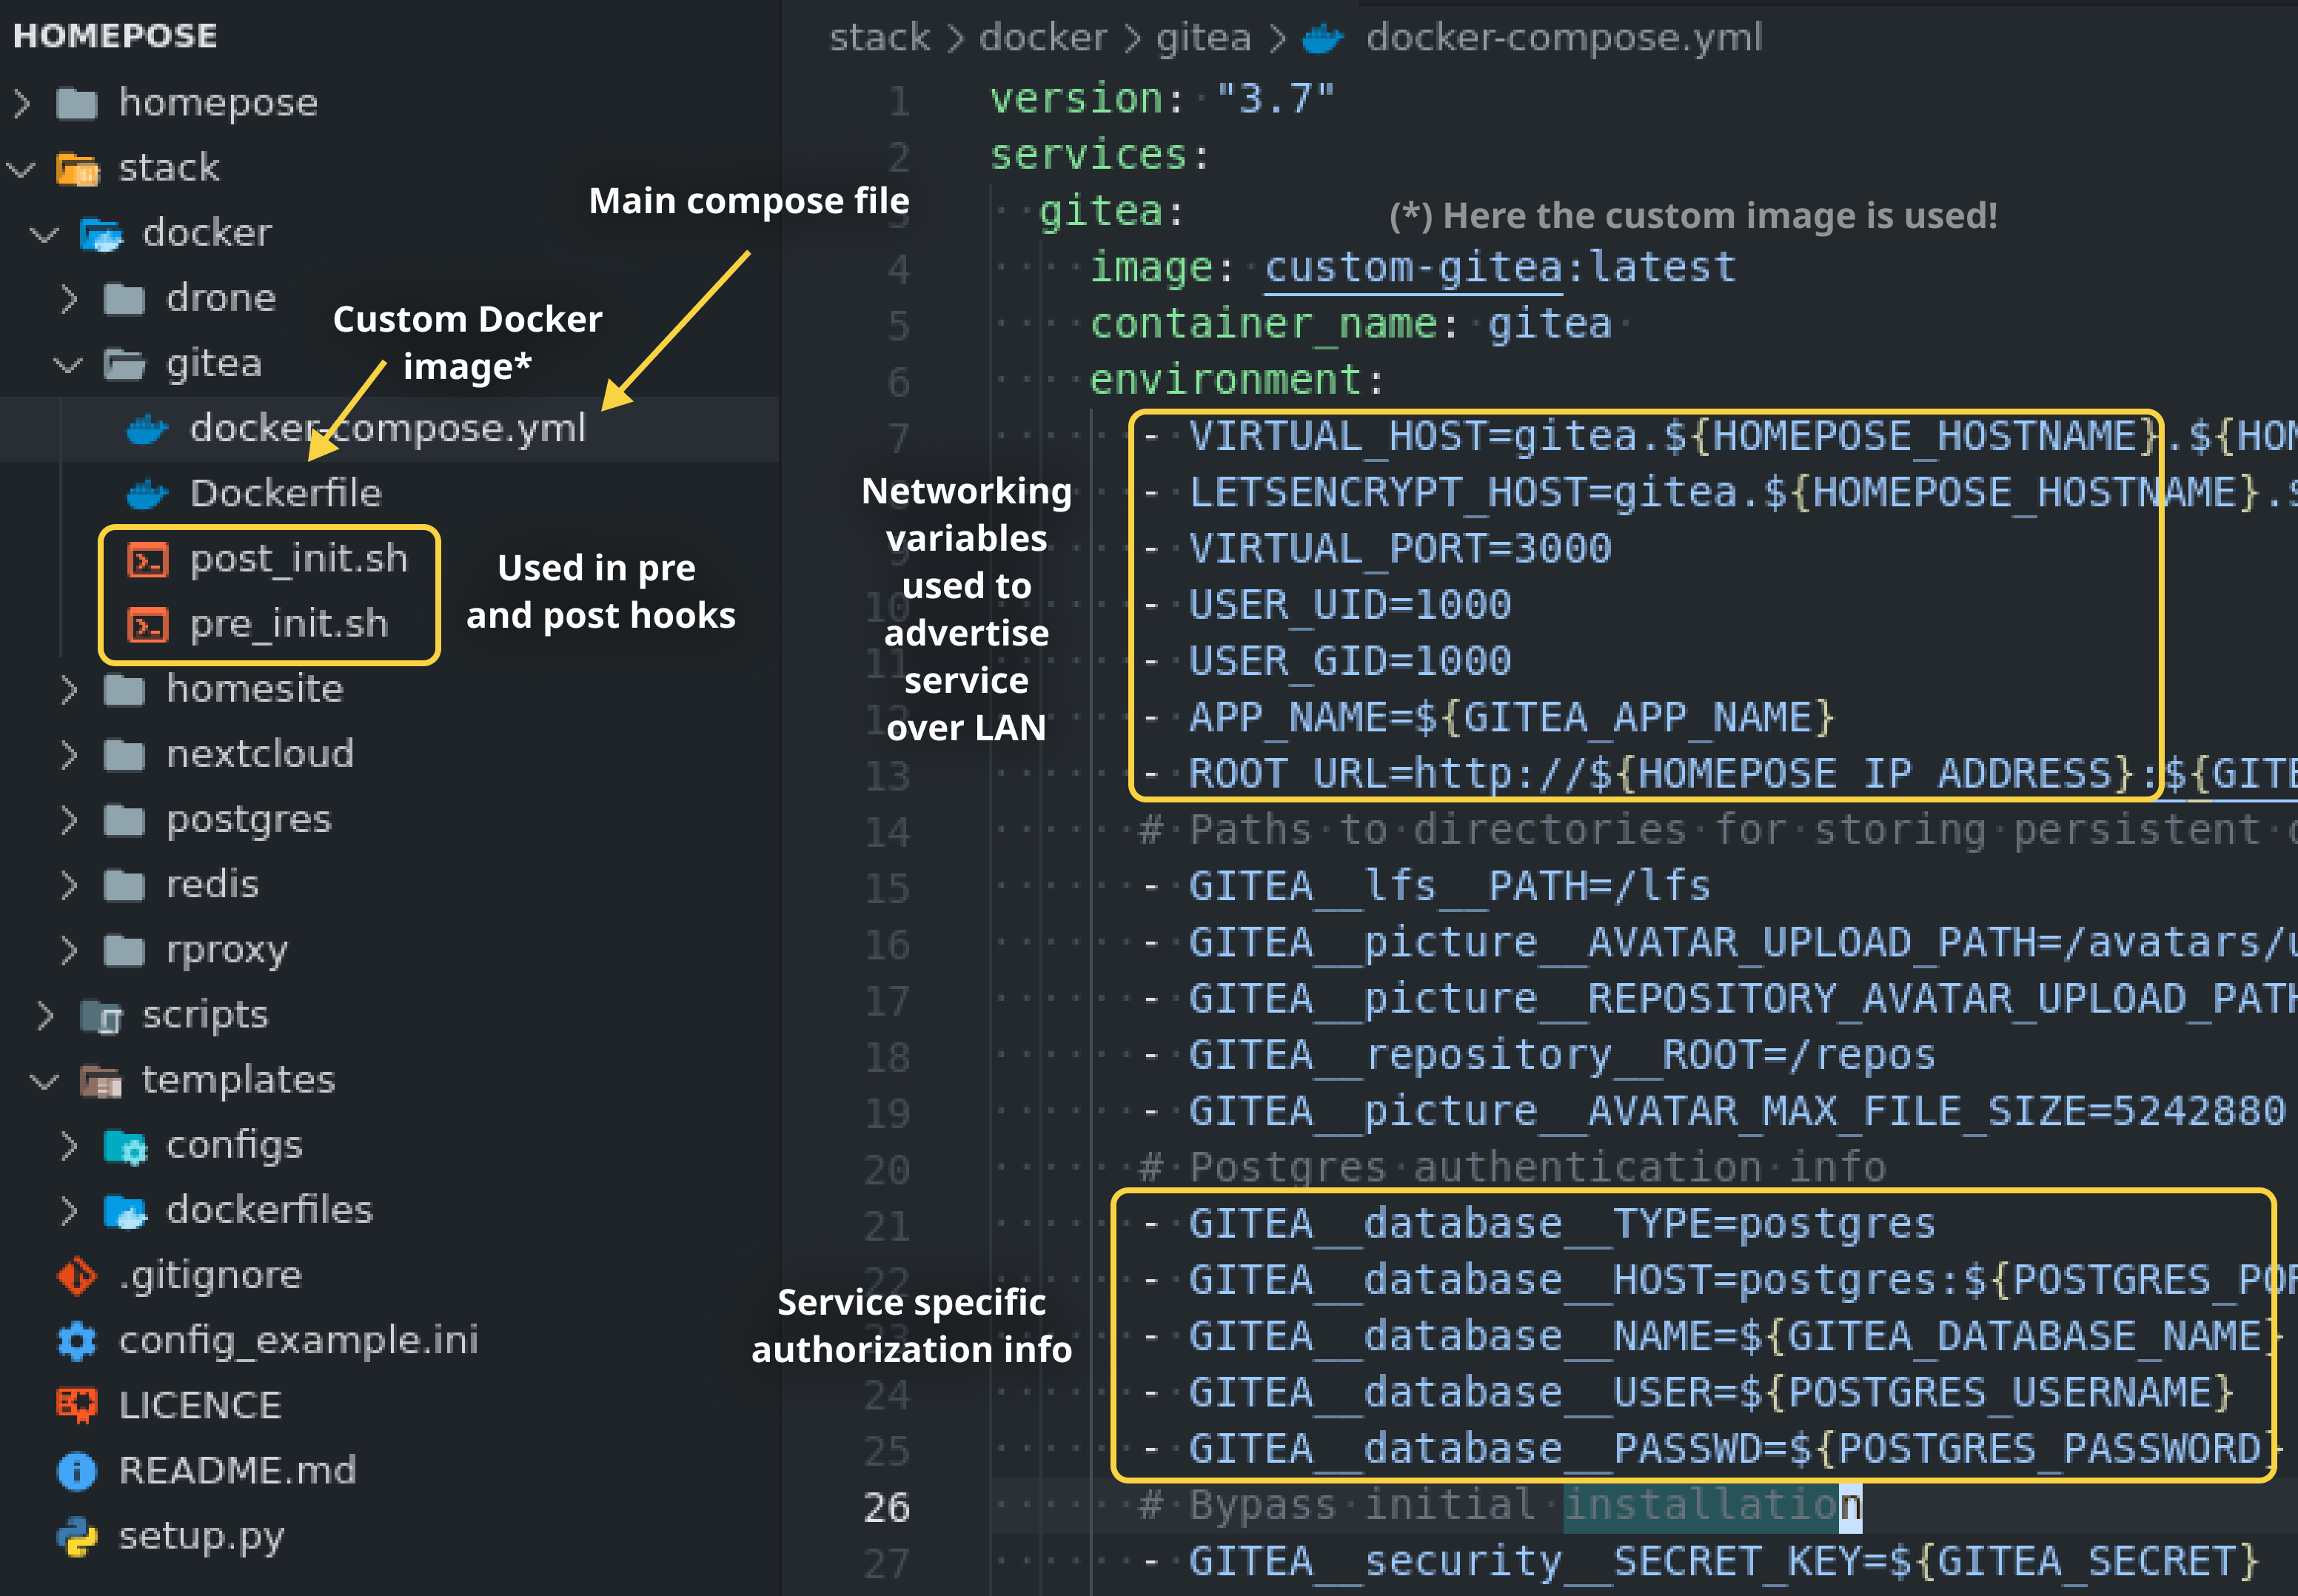 HOMEPOSE
homepose
stack
docker
drone
gitea
docker-compose.yml
Dockerfile
post_init.sh
pre_init.sh
homesite
nextcloud
postgres
redis
rproxy
scripts
templates
configs
dockerfiles
.gitignore
config_example.ini
LICENCE
README.md
setup.py
Main compose file
Custom Docker
image*
Used in pre
and post hooks
stack > docker > gitea > docker-compose.yml
(*) Here the custom image is used!
Networking
variables
used to
advertise
service
over LAN
Service specific
authorization info
1 version: "3.7"
2 services:
3 gitea:
4 image: custom-gitea:latest
5 container_name: gitea
6 environment:
7 - VIRTUAL_HOST=gitea.${HOMEPOSE_HOSTNAME}.${HOM
- LETSENCRYPT_HOST=gitea.${HOMEPOSE_HOSTNAME}.$
9 - VIRTUAL_PORT=3000
10 - USER_UID=1000
11 - USER_GID=1000
12 - APP_NAME=${GITEA_APP_NAME}
13 - ROOT_URL=http://${HOMEPOSE_IP_ADDRESS}:${GITE
14 # Paths to directories for storing persistent
15 - GITEA__lfs__PATH=/lfs
16 - GITEA__picture__AVATAR_UPLOAD_PATH=/avatars/u
17 - GITEA__picture__REPOSITORY_AVATAR_UPLOAD_PATH
18 - GITEA__repository__ROOT=/repos
19 - GITEA__picture__AVATAR_MAX_FILE_SIZE=5242880
20 # Postgres authentication info
21 - GITEA__database__TYPE=postgres
22 - GITEA__database__HOST=postgres:${POSTGRES_POR
23 - GITEA__database__NAME=${GITEA_DATABASE_NAME}
24 - GITEA__database__USER=${POSTGRES_USERNAME}
25 - GITEA__database__PASSWD=${POSTGRES_PASSWORD}
26 # Bypass initial installation
27 - GITEA__security__SECRET_KEY=${GITEA_SECRET}